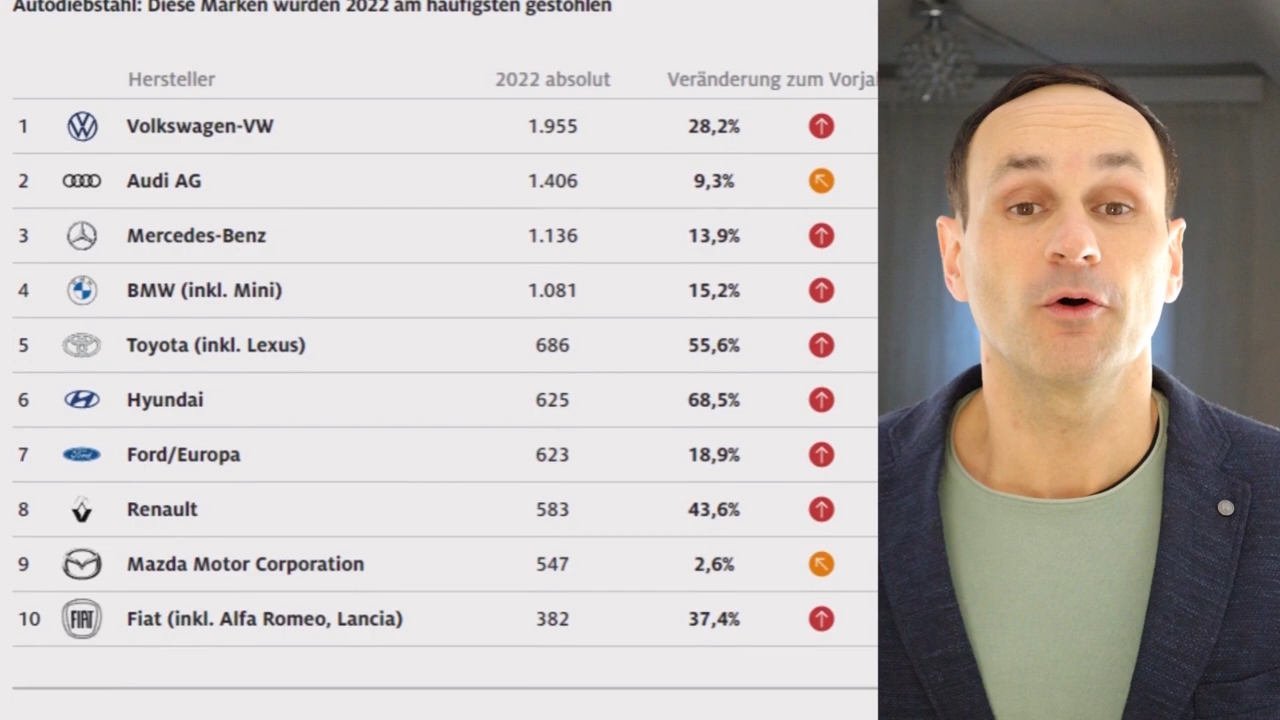 Autodiebstahl: Diese Marken wurden 2022 am häufigsten gestohlen
Hersteller 2022 absolut Veränderung zum Vorja
1 Volkswagen-VW 1.955 28,2%
2 Audi AG 1.406 9,3%
3 Mercedes-Benz 1.136 13,9%
4 BMW (inkl. Mini) 1.081 15,2%
5 Toyota (inkl. Lexus) 686 55,6%
6 Hyundai 625 68,5%
7 Ford/Europa 623 18,9%
8 Renault 583 43,6%
9 Mazda Motor Corporation 547 2,6%
10 FIAT Fiat (inkl. Alfa Romeo, Lancia) 382 37,4%